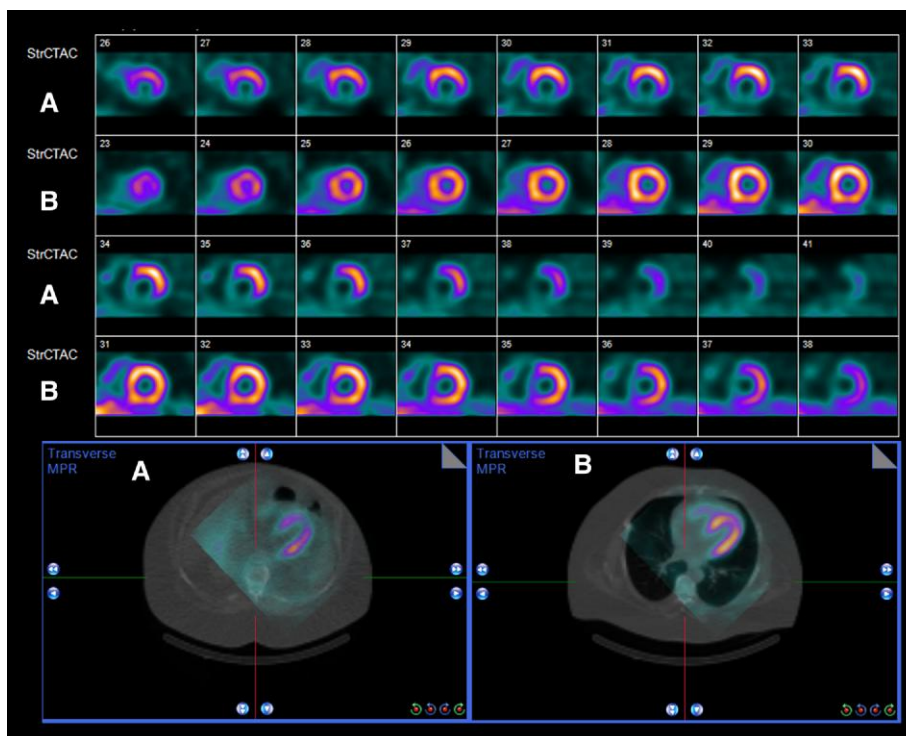 26 27 28 29 30 31 32 33
StrCTAC
A
23 24 25 26 27 28 29 30
StrCTAC
B
34 35 36 37 38 39 40 41
StrCTAC
A
31 32 33 34 35 36 37 38
StrCTAC
B
Transverse
MPR
A
Transverse
MPR
B